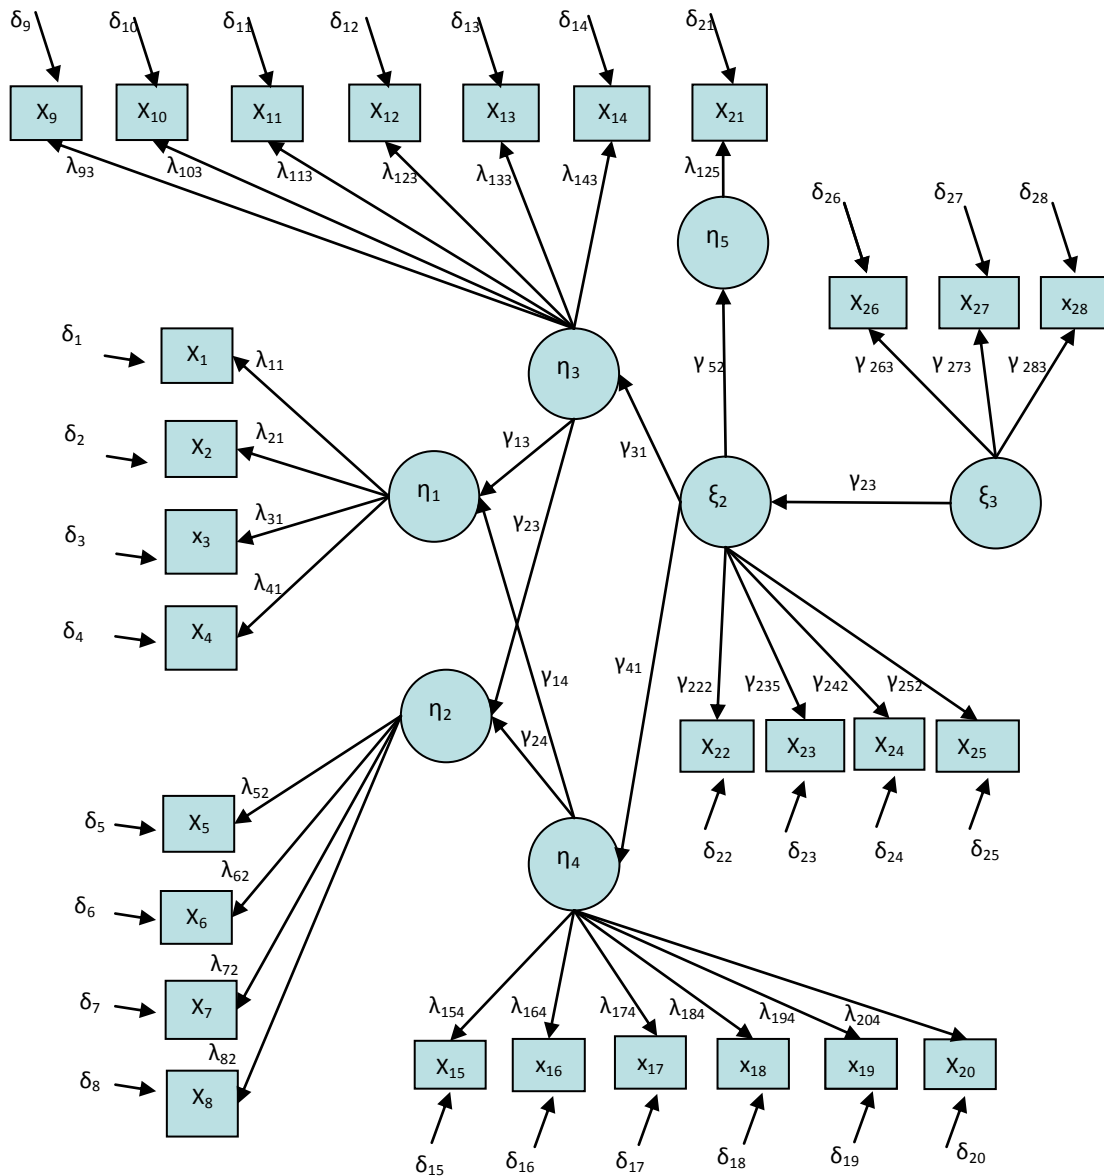 δ9 δ10 δ11 δ12 δ13 δ14 δ21
X9 X10 X11 X12 X13 X14 X21
λ93 λ103 λ113 λ123 λ133 λ143 λ125
δ26 δ27 δ28
η5
X26 X27 x28
δ1 X1 λ11
η3
γ52 γ263 γ273 γ283
δ2 X2 λ21
γ13 γ31
η1 ξ2 γ23 ξ3
δ3 x3 λ31
γ23
δ4 X4 λ41
γ14 γ41
γ222 γ235 γ242 γ252
η2
γ24
X22 X23 X24 X25
λ52
δ5 X5
δ22 δ23 δ24 δ25
η4
λ62
δ6 X6
λ72
δ7 X7
λ154 λ164 λ174 λ184 λ194 λ204
λ82
X15 x16 x17 x18 x19 X20
δ8 X8
δ15 δ16 δ17 δ18 δ19 δ20